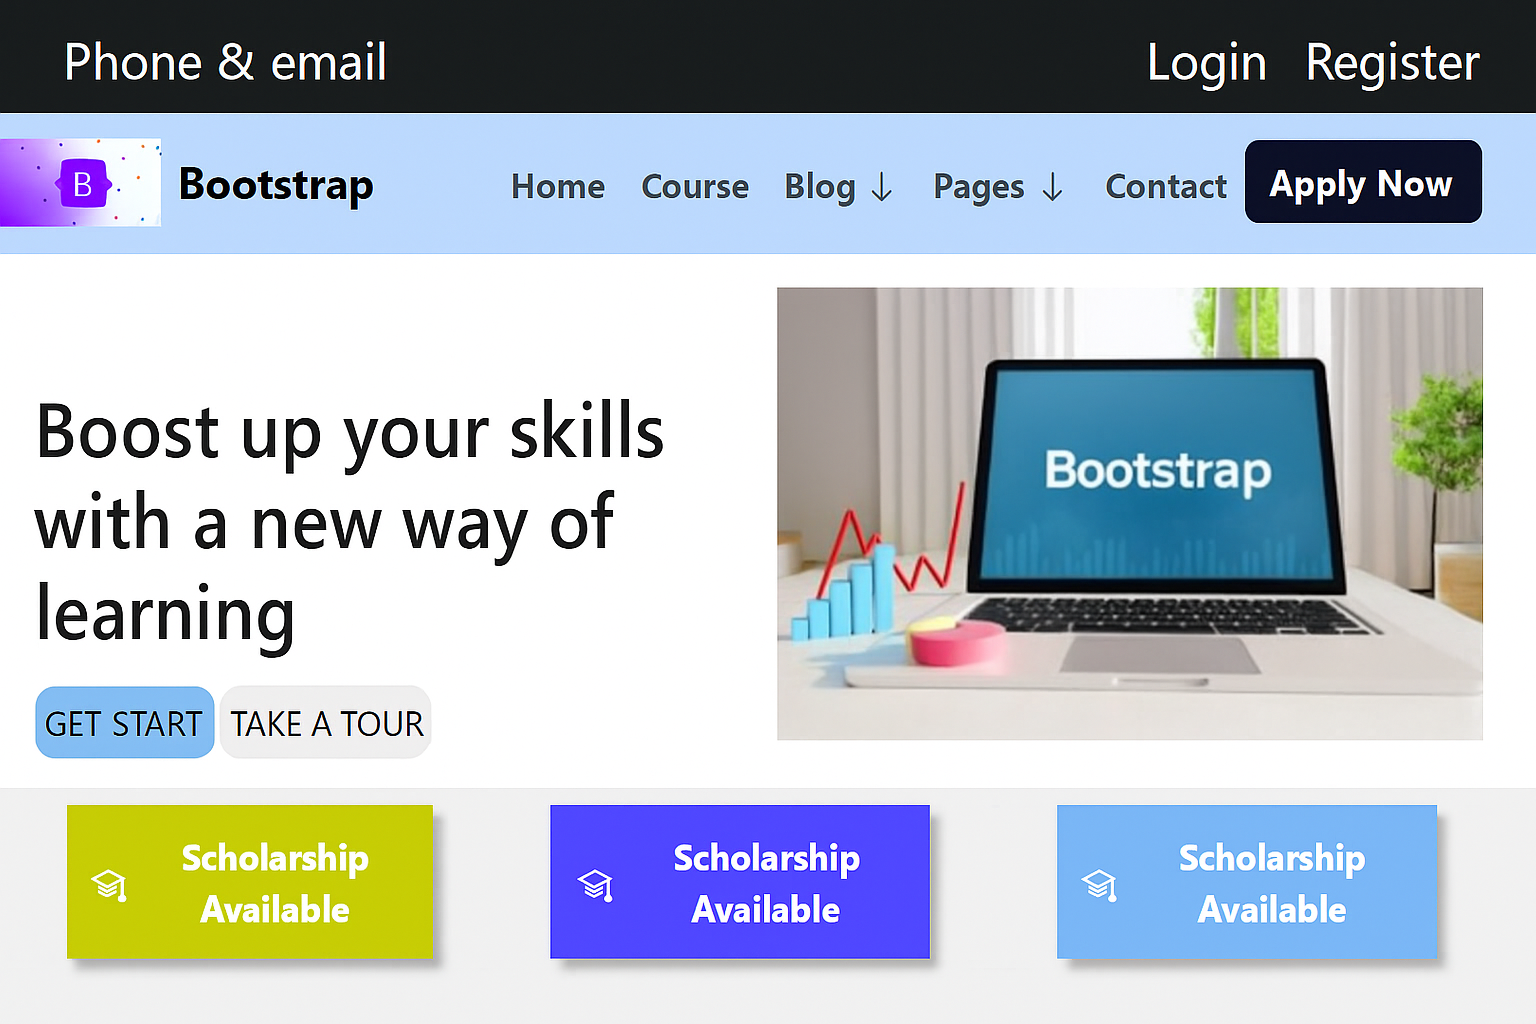 Phone & email
Login Register
B
Bootstrap
Home Course Blog ↓ Pages ↓ Contact Apply Now
Boost up your skills
with a new way of
learning
Bootstrap
GET START TAKE A TOUR
Scholarship
Available
Scholarship
Available
Scholarship
Available